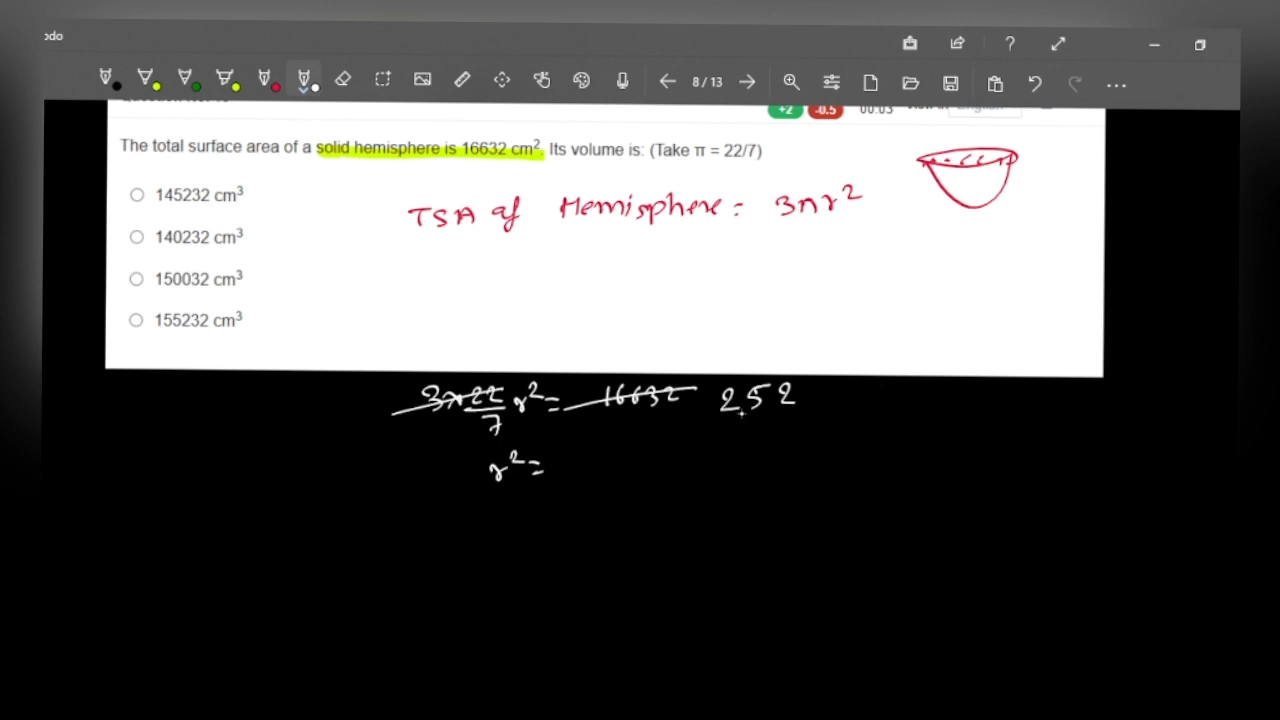 odo
8 / 13
+2 -0.5 00:03
The total surface area of a solid hemisphere is 16632 cm². Its volume is: (Take π = 22/7)
145232 cm³
TSA of Hemisphere = 3πr²
140232 cm³
150032 cm³
155232 cm³
3×22/7 r² = 16632 252
r² =